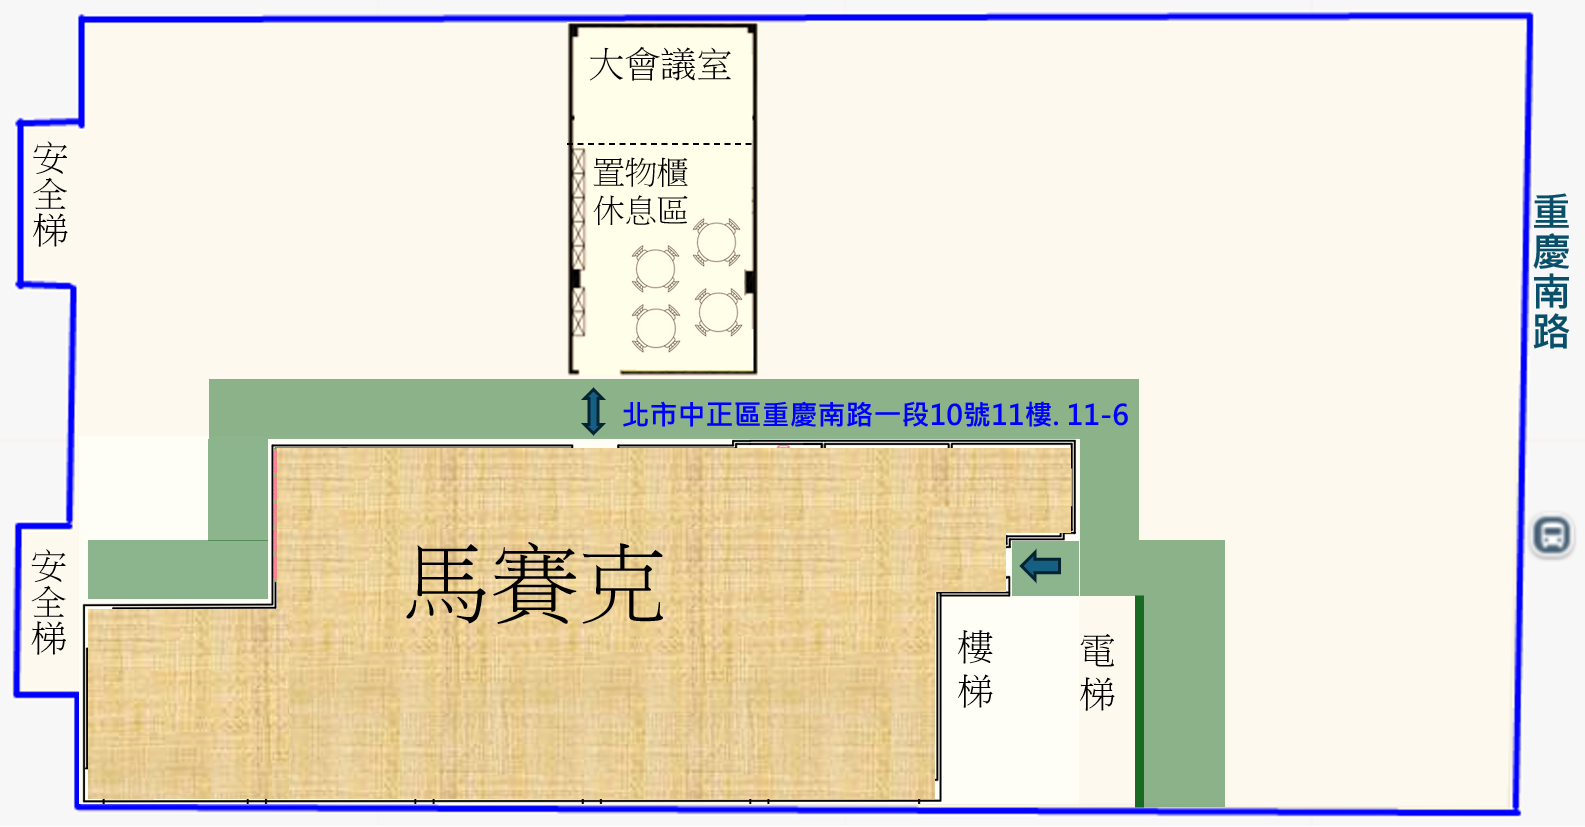 大會議室
置物櫃
休息區
安全梯
重慶南路
北市中正區重慶南路一段10號11樓. 11-6
馬賽克
安全梯
樓梯
電梯